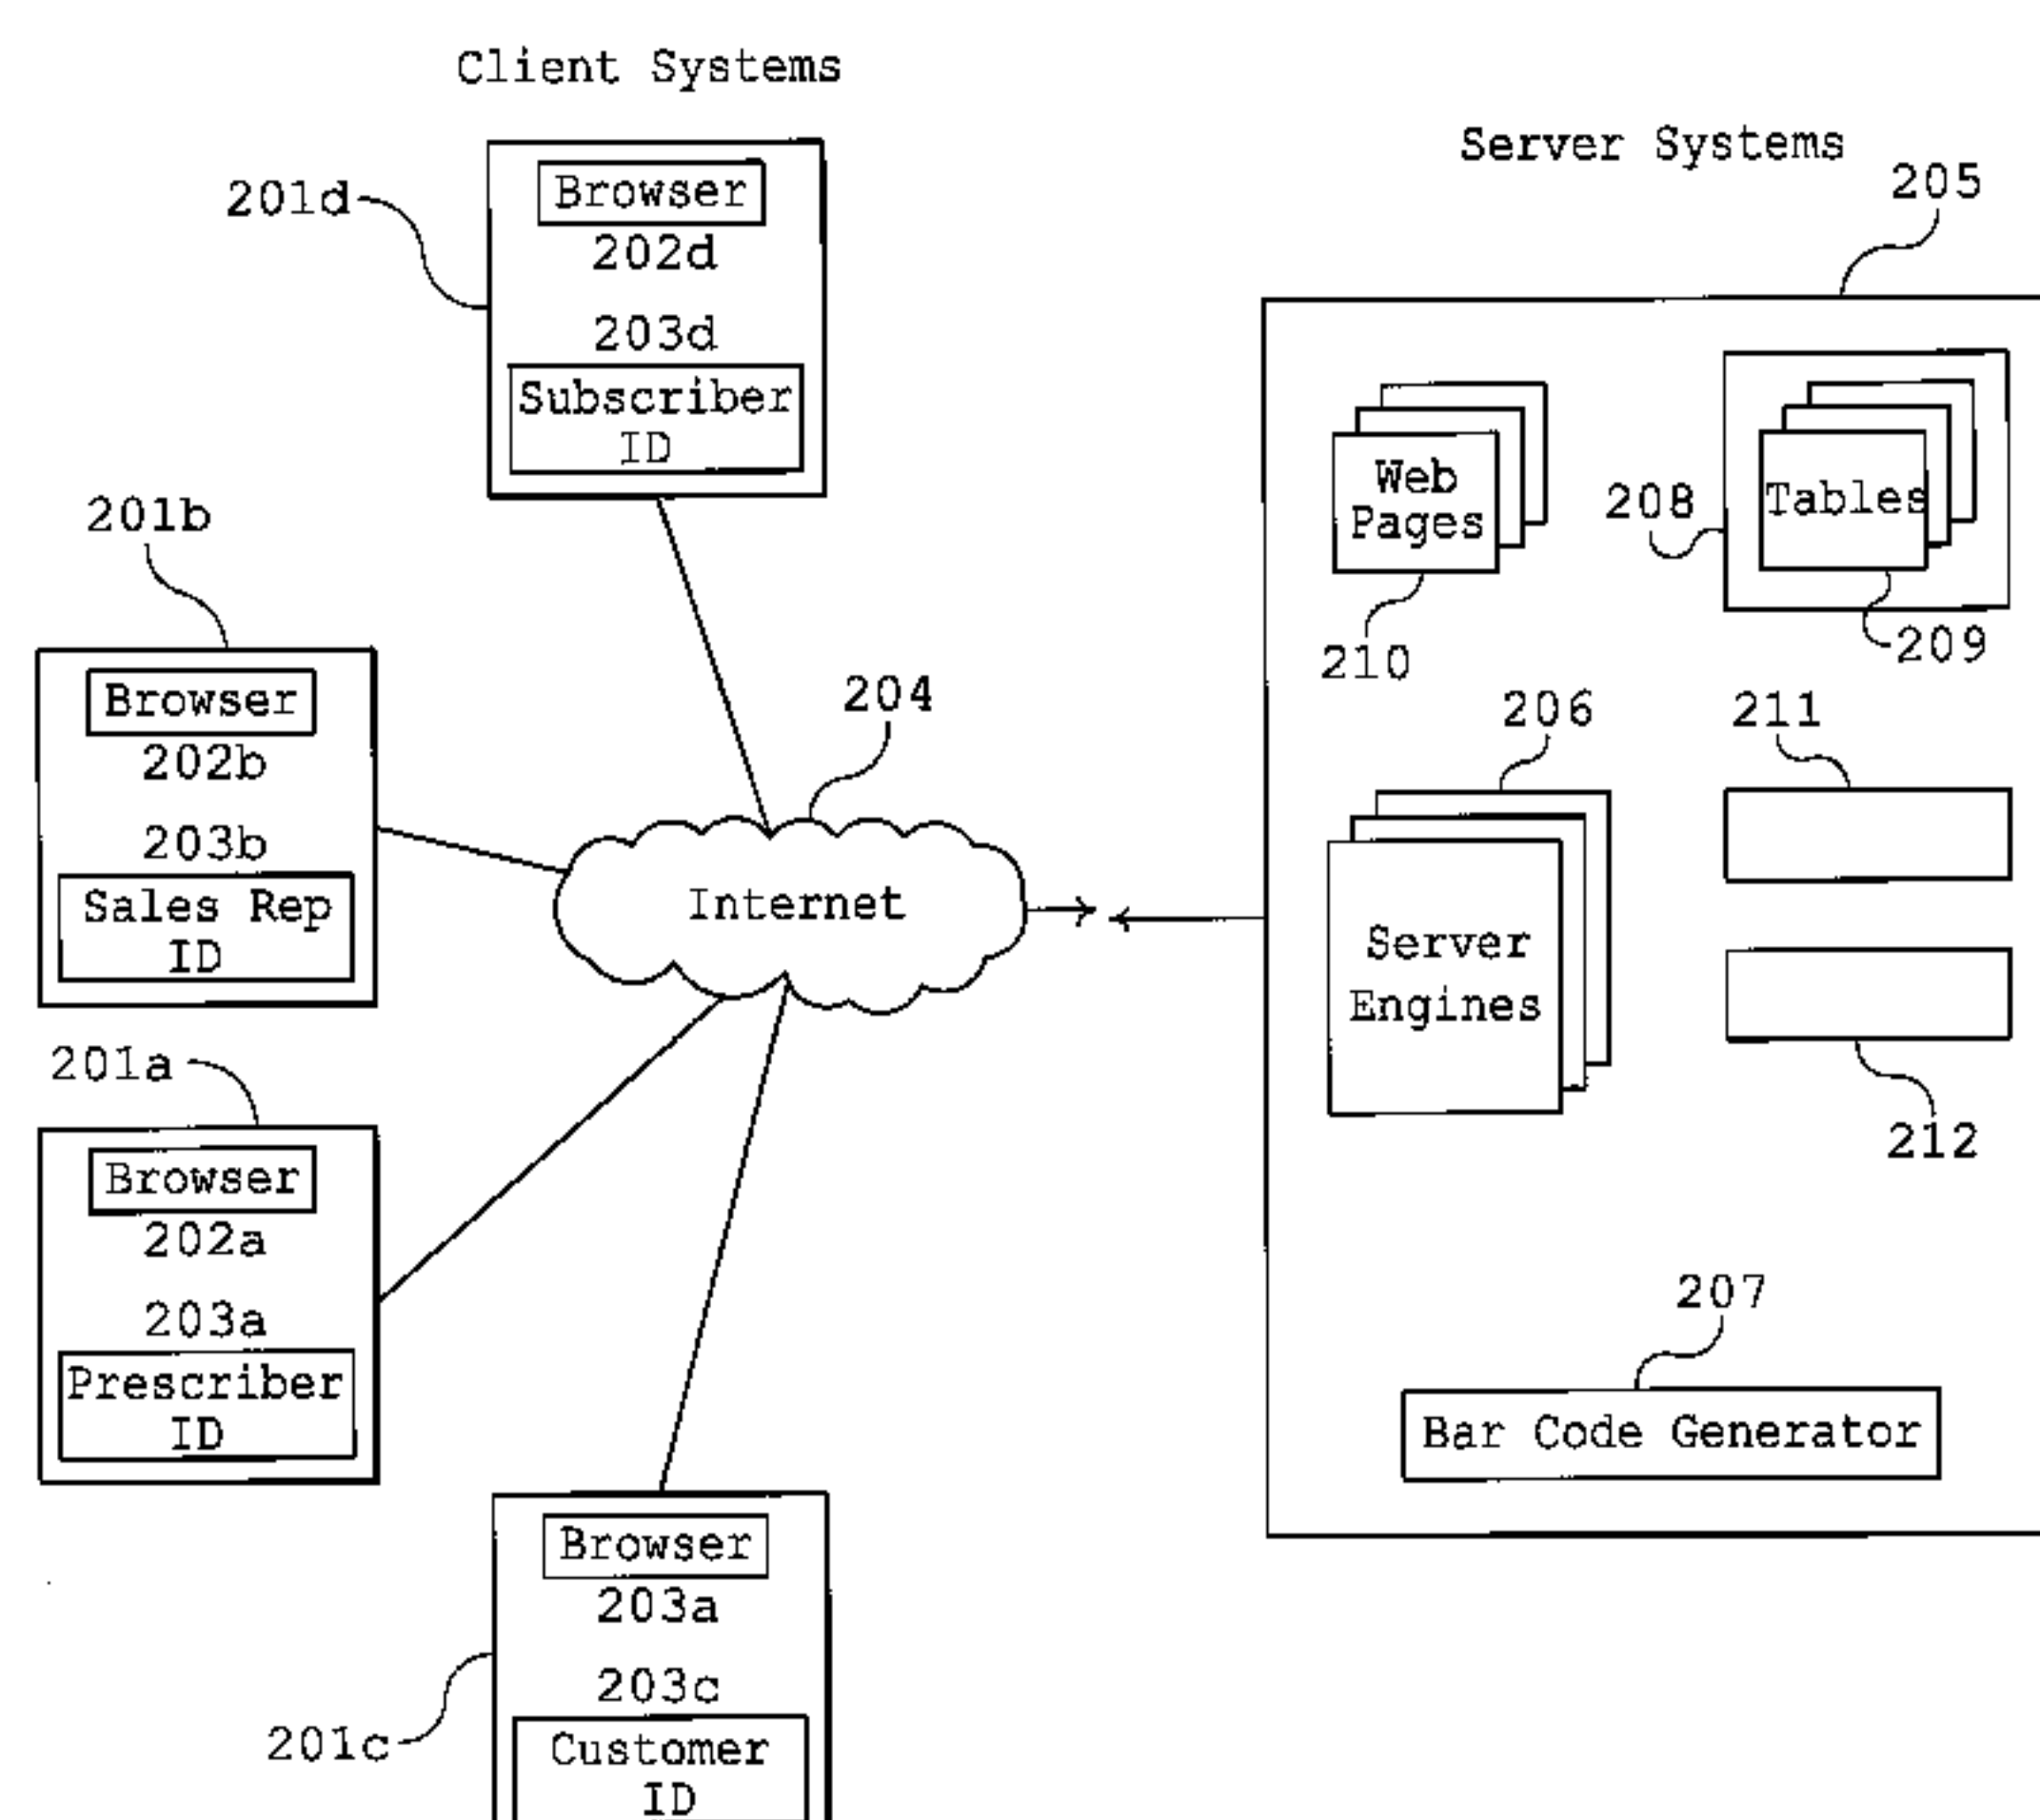 Client Systems
Server Systems
205
201d
Browser
202d
203d
Subscriber
ID
201b
Browser
202b
203b
Sales Rep
ID
201a
Browser
202a
203a
Prescriber
ID
201c
Browser
203a
203c
Customer
ID
204
Internet
Web
Pages
210
208
Tables
209
206
Server
Engines
211
212
207
Bar Code Generator